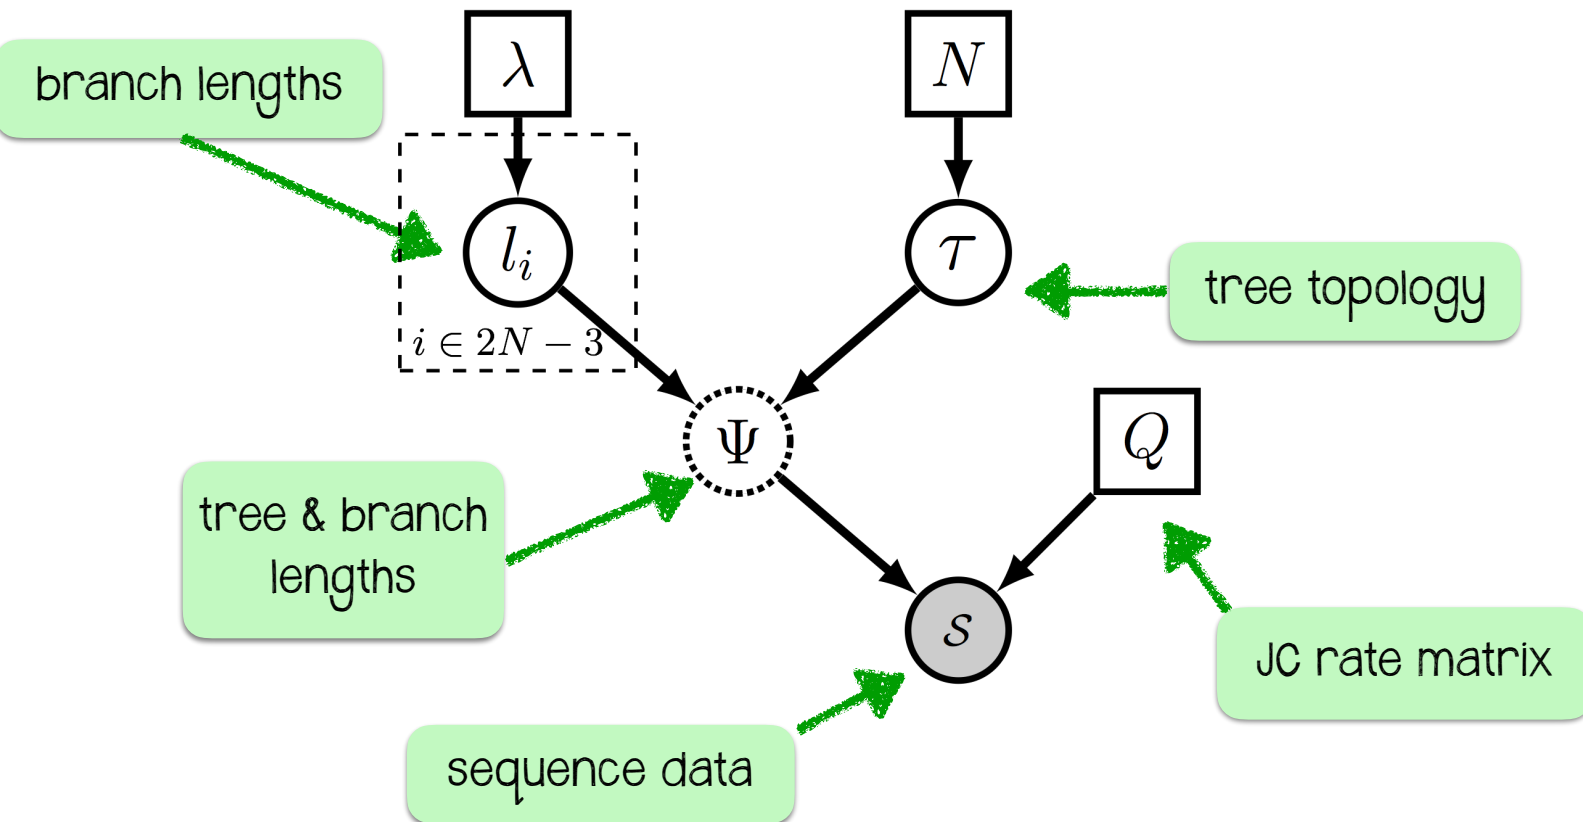 λ
N
branch lengths
l_i
τ
i ∈ 2N − 3
tree topology
Ψ
Q
tree & branch
lengths
S
JC rate matrix
sequence data